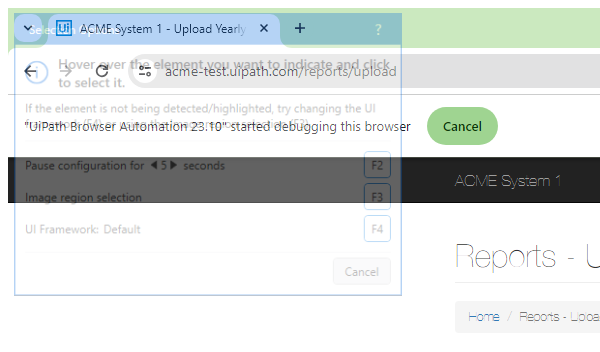 ACME System 1 - Upload Yearly
?
Hover over the element you want to indicate and click
to select it.
acme-test.uipath.com/reports/upload
If the element is not being detected/highlighted, try changing the UI
"UiPath Browser Automation 23.10" started debugging this browser
Cancel
Pause configuration for 5 seconds
F2
ACME System 1
Image region selection
F3
UI Framework: Default
F4
Reports - U
Cancel
Home / Reports - Uploa